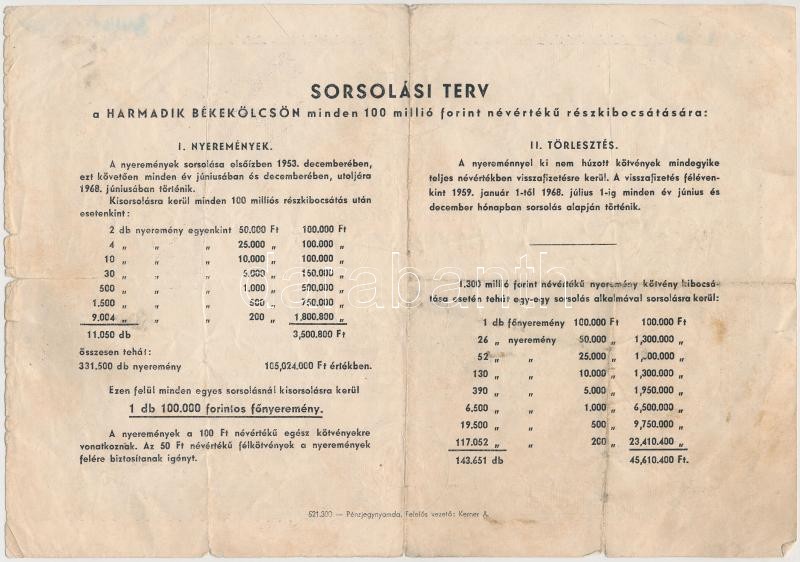 SORSOLÁSI TERV
a HARMADIK BÉKEKÖLCSÖN minden 100 millió forint névértékű részkibocsátására:
I. NYEREMÉNYEK.
A nyeremények sorsolása elsőízben 1953. decemberében,
ezt követően minden év júniusában és decemberében, utoljára
1968. júniusában történik.
Kisorsolásra kerül minden 100 milliós részkibocsátás után
esetenkint:
2 db nyeremény egyenkint 50.000 Ft 100.000 Ft
4 „ „ „ 25.000 „ 100.000 „
10 „ „ „ 10.000 „ 100.000 „
30 „ „ „ 5.000 „ 150.000 „
500 „ „ „ 1.000 „ 500.000 „
1.500 „ „ „ 500 „ 750.000 „
9.004 „ „ „ 200 „ 1,800.800 „
11.050 db 3,500.800 Ft
összesen tehát:
331.500 db nyeremény 105,024.000 Ft értékben.
Ezen felül minden egyes sorsolásnál kisorsolásra kerül
1 db 100.000 forintos főnyeremény.
A nyeremények a 100 Ft névértékű egész kötvényekre
vonatkoznak. Az 50 Ft névértékű félkötvények a nyeremények
felére biztosítanak igényt.
II. TÖRLESZTÉS.
A nyereménnyel ki nem húzott kötvények mindegyike
teljes névértékben visszafizetésre kerül. A visszafizetés féléven-
kint 1959. január 1-től 1968. július 1-ig minden év június és
december hónapban sorsolás alapján történik.
1.300 millió forint névértékű nyeremény kötvény kibocsá-
tása esetén tehát egy-egy sorsolás alkalmával sorsolásra kerül:
1 db főnyeremény 100.000 Ft 100.000 Ft
26 „ nyeremény 50.000 „ 1,300.000 „
52 „ „ 25.000 „ 1,300.000 „
130 „ „ 10.000 „ 1,300.000 „
390 „ „ 5.000 „ 1,950.000 „
6.500 „ „ 1.000 „ 6,500.000 „
19.500 „ „ 500 „ 9,750.000 „
117.052 „ „ 200 „ 23,410.400 „
143.651 db 45,610.400 Ft.
521.300 — Pénzjegynyomda. Felelős vezető: Kerner A.
darabanth